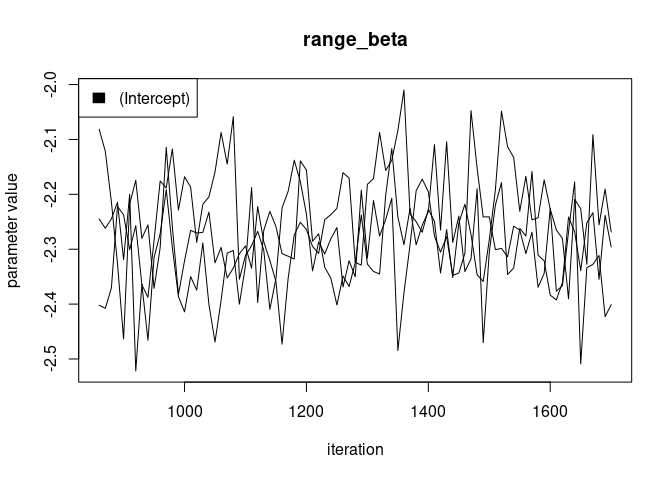 range_beta
(Intercept)
parameter value
-2.0
-2.1
-2.2
-2.3
-2.4
-2.5
1000
1200
1400
1600
iteration